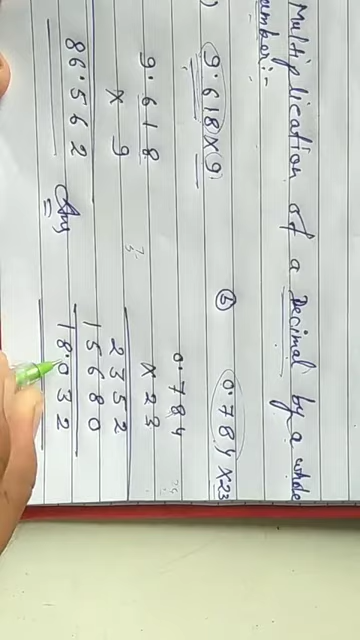 Multiplication of a Decimal by a whole
number:-
9.618×9
9.618
× 9
86.562 Ans
b 0.784×23
0.784
×23
2352
15680
18.032